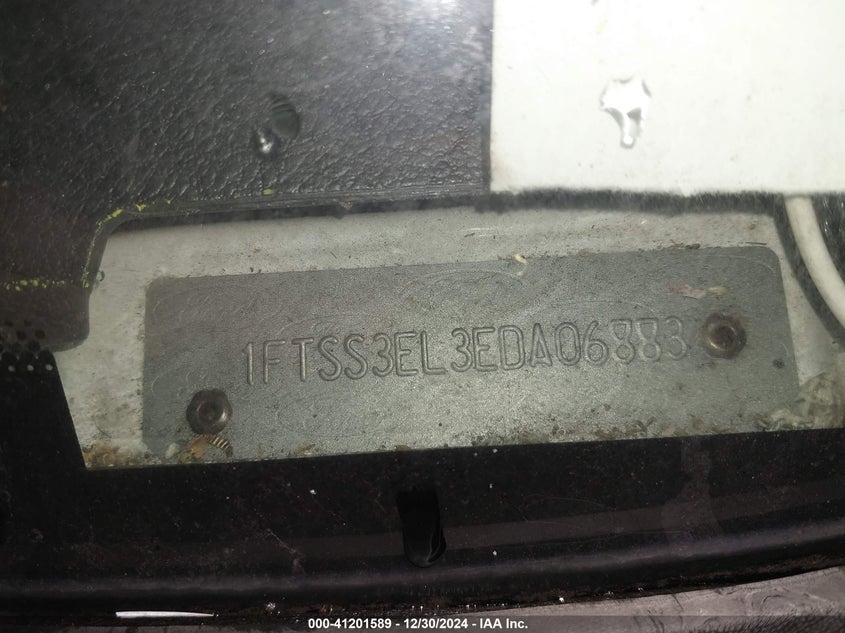 1FTSS3EL3EDA06883
000-41201589 - 12/30/2024 - IAA Inc.